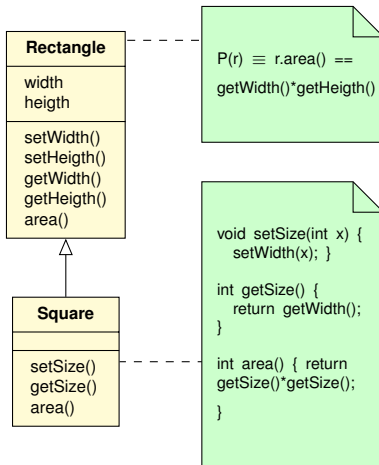 Rectangle
width
heigth
setWidth()
setHeigth()
getWidth()
getHeigth()
area()
P(r) ≡ r.area() ==
getWidth()*getHeigth()
Square
setSize()
getSize()
area()
void setSize(int x) {
setWidth(x); }
int getSize() {
return getWidth();
}
int area() { return
getSize()*getSize();
}